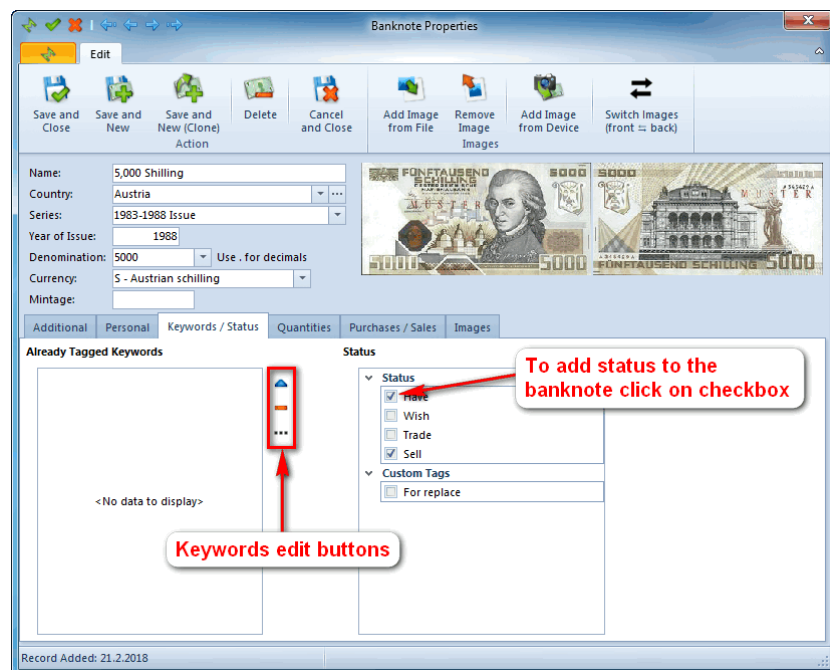 Banknote Properties
Edit
Save and Close
Save and New
Save and New (Clone)
Delete
Cancel and Close
Action
Add Image from File
Remove Image
Add Image from Device
Images
Switch Images (front ⇆ back)
Name: 5,000 Shilling
Country: Austria
Series: 1983-1988 Issue
Year of Issue: 1988
Denomination: 5000 Use . for decimals
Currency: S - Austrian schilling
Mintage:
FÜNFTAUSEND SCHILLING
5000
MUSTER
5000
5000
5000
MUSTER
FÜNFTAUSEND SCHILLING 5000
Additional Personal Keywords / Status Quantities Purchases / Sales Images
Already Tagged Keywords
Status
Status
Have
Wish
Trade
Sell
Custom Tags
For replace
To add status to the
banknote click on checkbox
<No data to display>
Keywords edit buttons
Record Added: 21.2.2018